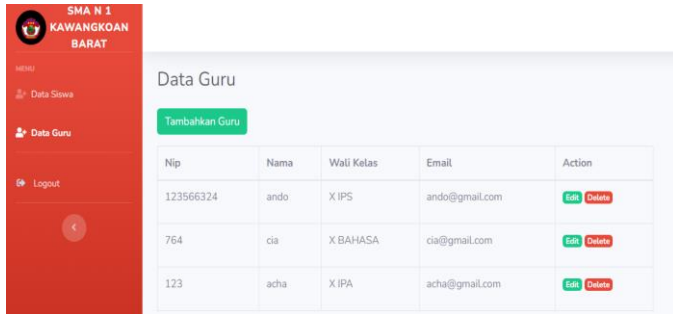 SMA N 1
KAWANGKOAN
BARAT
MENU
Data Siswa
Data Guru
Logout
Data Guru
Tambahkan Guru
Nip Nama Wali Kelas Email Action
123566324 ando X IPS ando@gmail.com Edit Delete
764 cia X BAHASA cia@gmail.com Edit Delete
123 acha X IPA acha@gmail.com Edit Delete